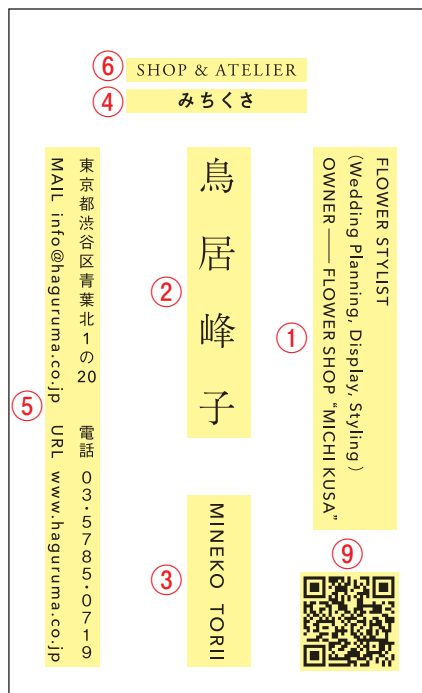 ⑥ SHOP & ATELIER
④ みちくさ
① FLOWER STYLIST
(Wedding Planning, Display, Styling)
OWNER —— FLOWER SHOP “MICHI KUSA”
② 鳥居峰子
③ MINEKO TORII
⑤ 東京都渋谷区青葉北1の20 電話 03・5785・0719
MAIL info@haguruma.co.jp URL www.haguruma.co.jp
⑨